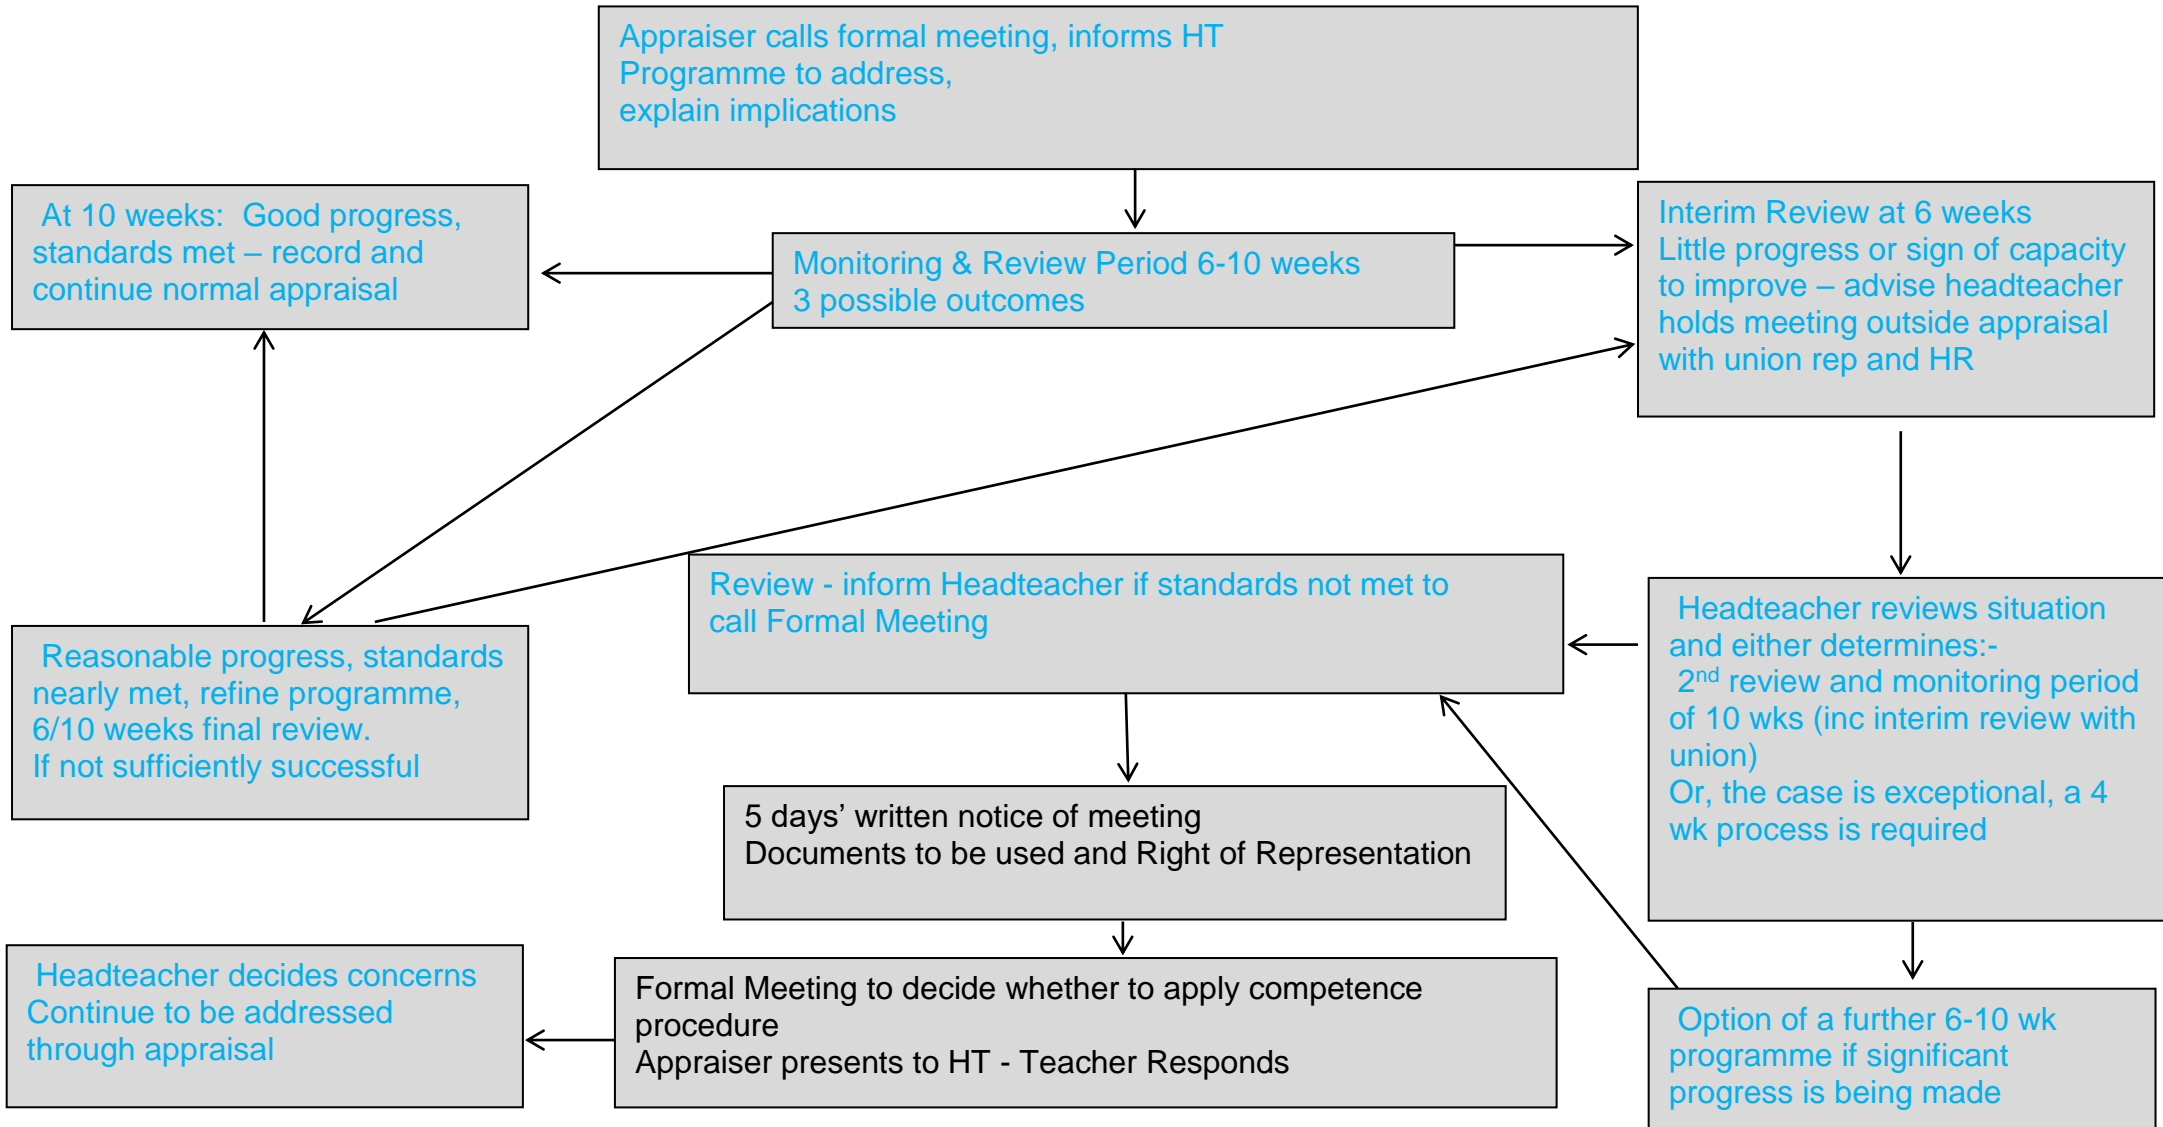 Appraiser calls formal meeting, informs HT
Programme to address,
explain implications
At 10 weeks:  Good progress,
standards met – record and
continue normal appraisal
Monitoring & Review Period 6-10 weeks
3 possible outcomes
Interim Review at 6 weeks
Little progress or sign of capacity
to improve – advise headteacher
holds meeting outside appraisal
with union rep and HR
Reasonable progress, standards
nearly met, refine programme,
6/10 weeks final review.
If not sufficiently successful
Review - inform Headteacher if standards not met to
call Formal Meeting
Headteacher reviews situation
and either determines:-
2nd review and monitoring period
of 10 wks (inc interim review with
union)
Or, the case is exceptional, a 4
wk process is required
5 days’ written notice of meeting
Documents to be used and Right of Representation
Headteacher decides concerns
Continue to be addressed
through appraisal
Formal Meeting to decide whether to apply competence
procedure
Appraiser presents to HT - Teacher Responds
Option of a further 6-10 wk
programme if significant
progress is being made